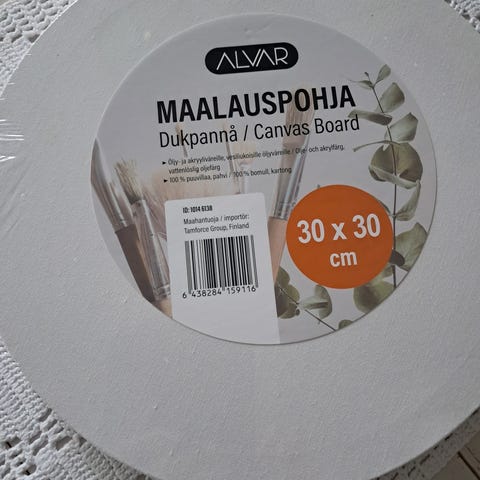 ALVAR
MAALAUSPOHJA
Dukpannå / Canvas Board
▸ Öljy- ja akryyliväreille, vesiliukoisille öljyväreille / Olje- och akrylfärg,
vattenlöslig oljefärg
▸ 100 % puuvillaa, pahvi / 100 % bomull, kartong
ID: 1014 6138
Maahantuoja / importör:
Tamforce Group, Finland
6 438284 159116
30 x 30
cm